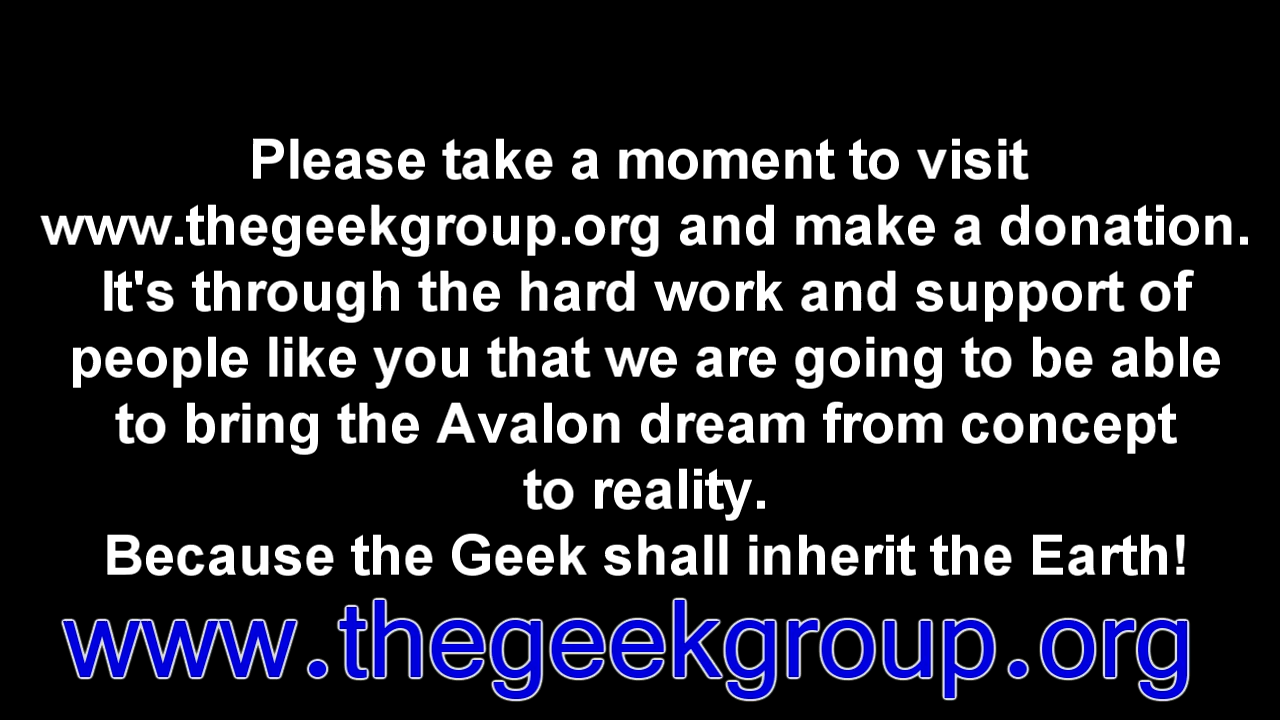 Please take a moment to visit
www.thegeekgroup.org and make a donation.
It's through the hard work and support of
people like you that we are going to be able
to bring the Avalon dream from concept
to reality.
Because the Geek shall inherit the Earth!
www.thegeekgroup.org